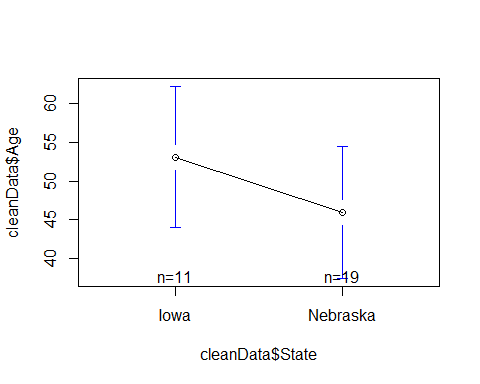 cleanData$Age
60
55
50
45
40
n=11
n=19
Iowa
Nebraska
cleanData$State